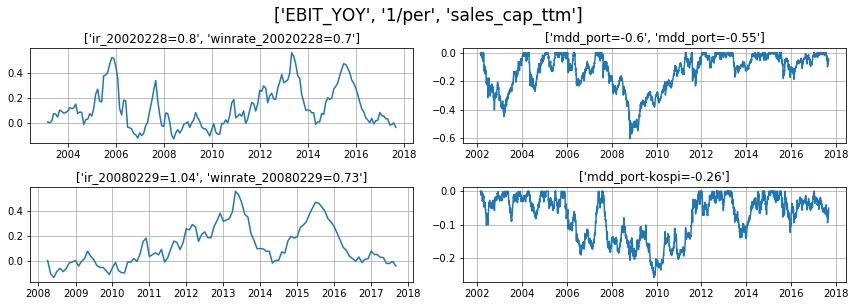 ['EBIT_YOY', '1/per', 'sales_cap_ttm']
['ir_20020228=0.8', 'winrate_20020228=0.7']
0.4
0.2
0.0
2004 2006 2008 2010 2012 2014 2016 2018
['mdd_port=-0.6', 'mdd_port=-0.55']
0.0
−0.2
−0.4
−0.6
2002 2004 2006 2008 2010 2012 2014 2016 2018
['ir_20080229=1.04', 'winrate_20080229=0.73']
0.4
0.2
0.0
2008 2009 2010 2011 2012 2013 2014 2015 2016 2017 2018
['mdd_port-kospi=-0.26']
0.0
−0.1
−0.2
2002 2004 2006 2008 2010 2012 2014 2016 2018